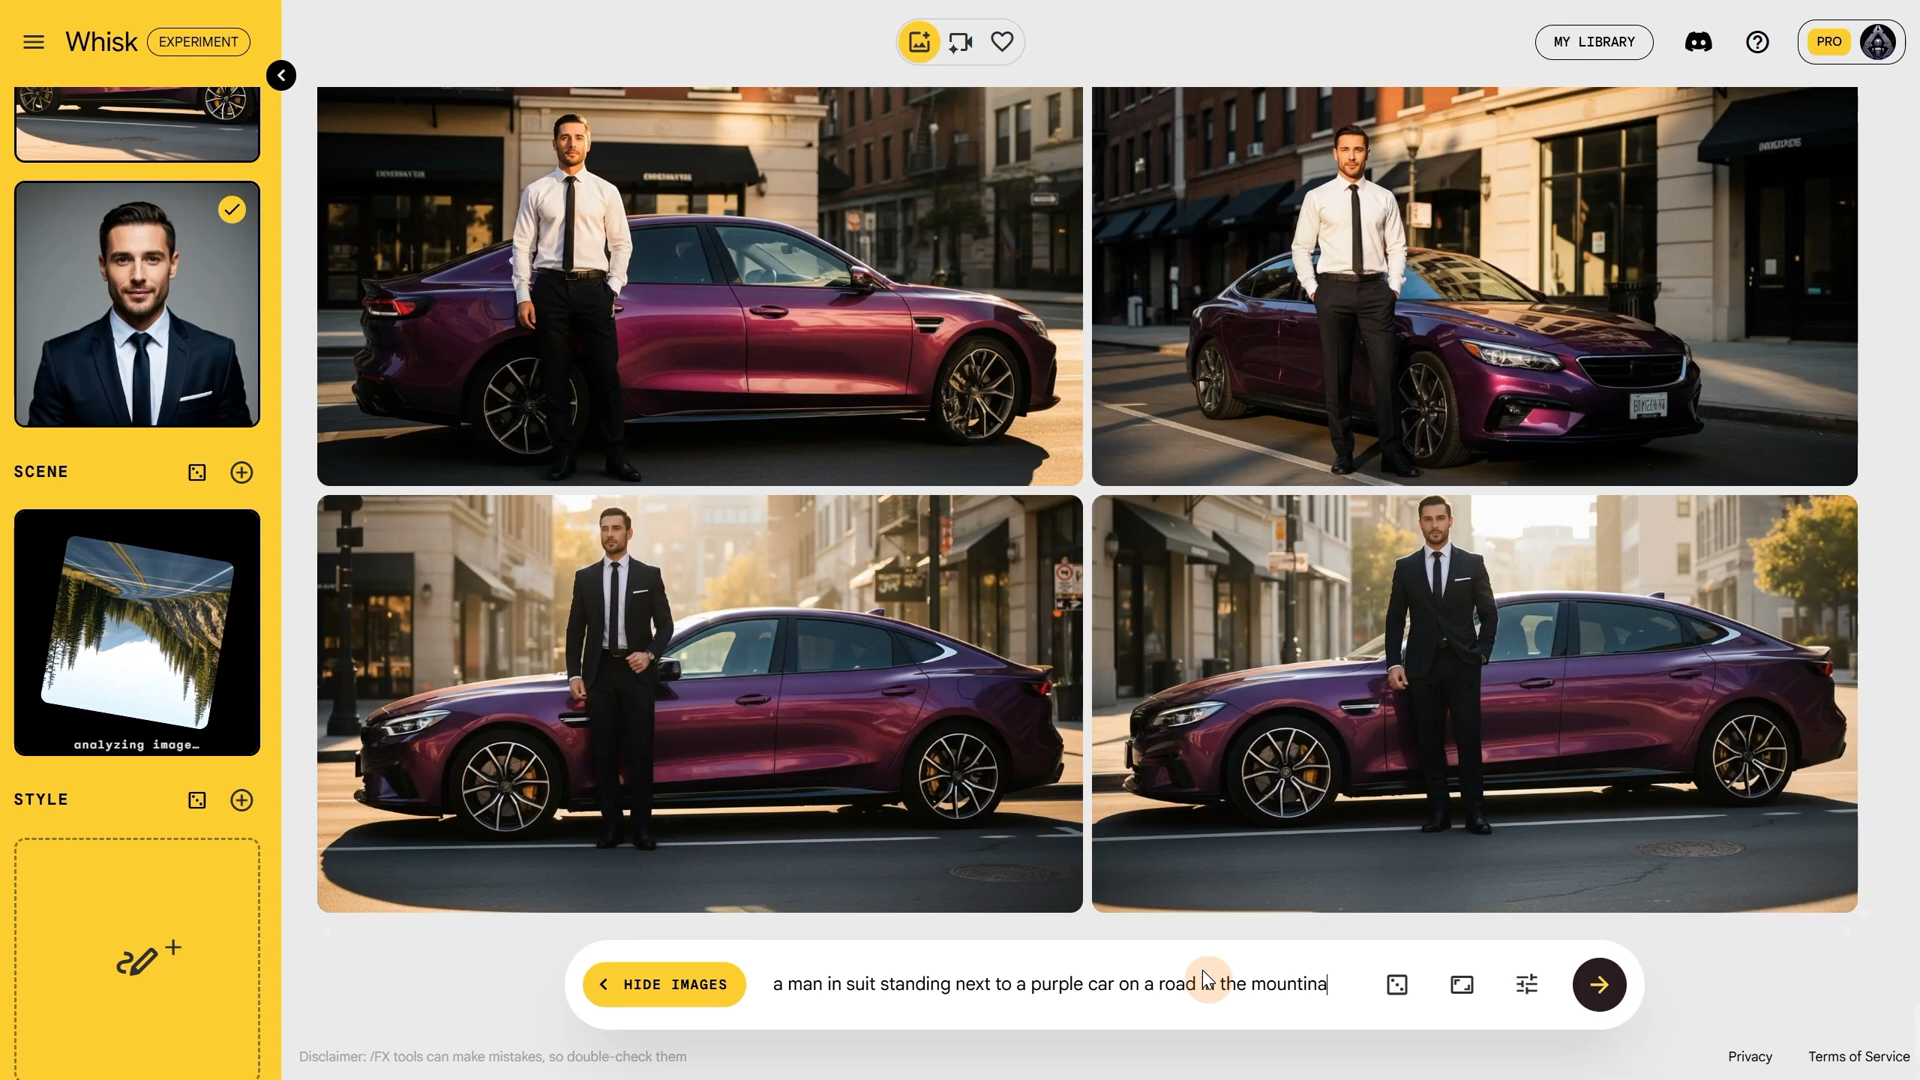 Whisk EXPERIMENT
MY LIBRARY
PRO
SCENE
analyzing image…
STYLE
HIDE IMAGES
a man in suit standing next to a purple car on a road the mountina
Disclaimer: /FX tools can make mistakes, so double-check them
Privacy
Terms of Service